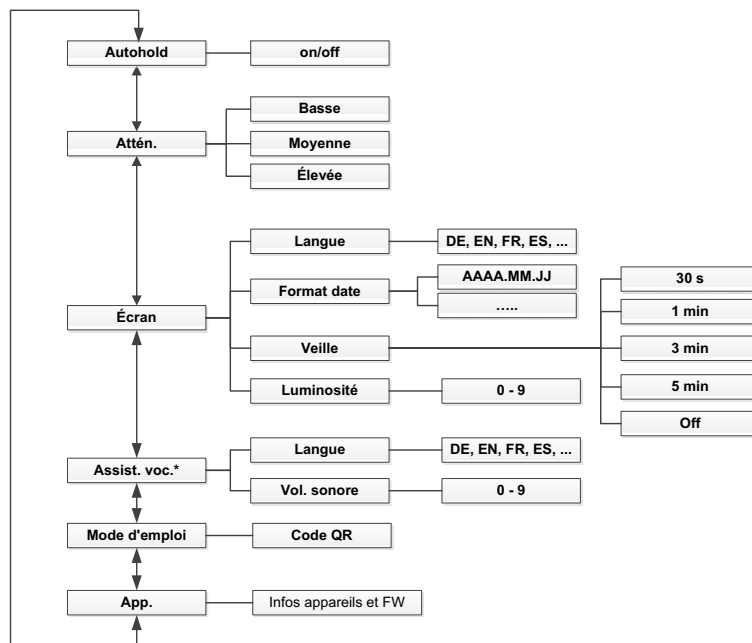 Autohold
on/off
Attén.
Basse
Moyenne
Élevée
Écran
Langue
DE, EN, FR, ES, ...
Format date
AAAA.MM.JJ
…..
Veille
30 s
1 min
3 min
5 min
Off
Luminosité
0 - 9
Assist. voc.*
Langue
DE, EN, FR, ES, ...
Vol. sonore
0 - 9
Mode d'emploi
Code QR
App.
Infos appareils et FW